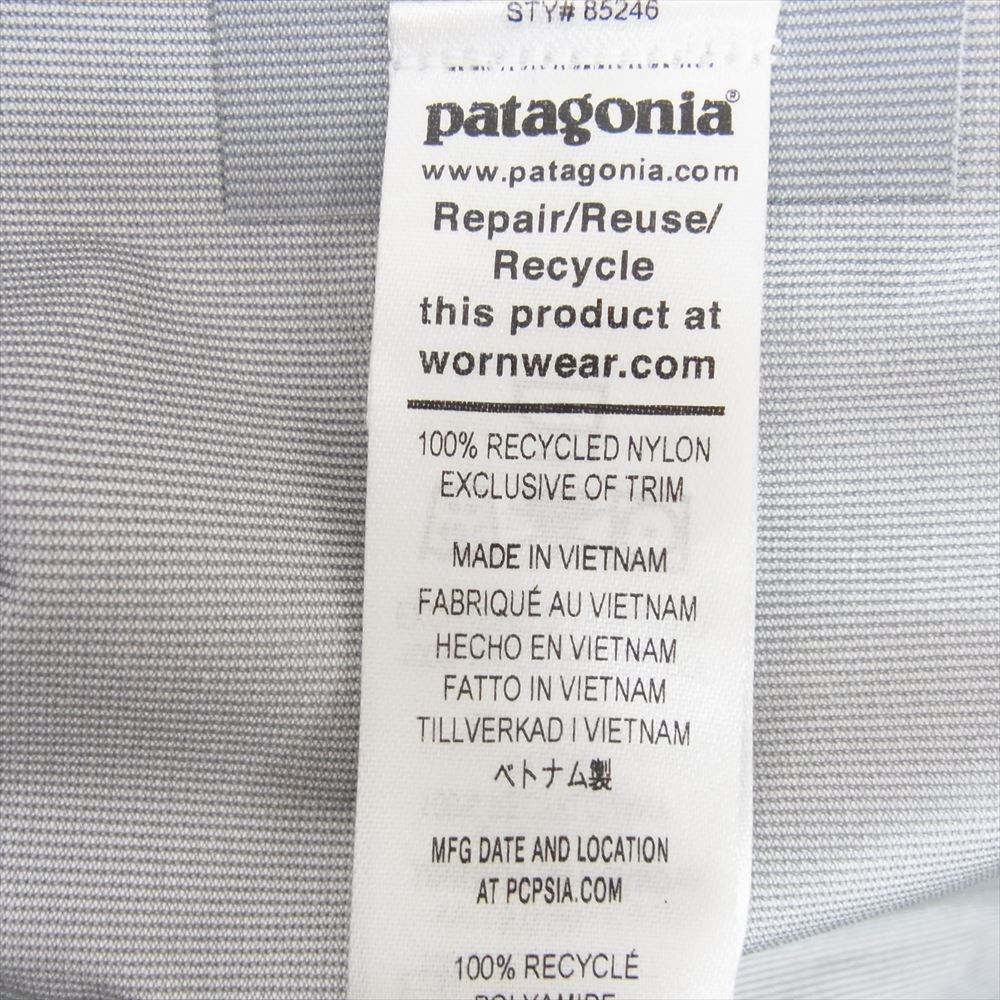 STY# 85246
patagonia®
www.patagonia.com
Repair/Reuse/
Recycle
this product at
wornwear.com
100% RECYCLED NYLON
EXCLUSIVE OF TRIM
MADE IN VIETNAM
FABRIQUÉ AU VIETNAM
HECHO EN VIETNAM
FATTO IN VIETNAM
TILLVERKAD I VIETNAM
ベトナム製
MFG DATE AND LOCATION
AT PCPSIA.COM
100% RECYCLÉ
POLYAMIDE